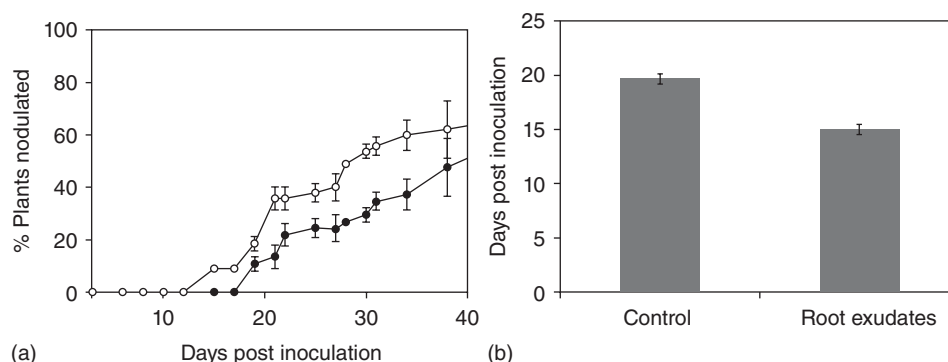 % Plants nodulated
100
80
60
40
20
0
10
20
30
40
(a)
Days post inoculation
Days post inoculation
25
20
15
10
5
0
Control
Root exudates
(b)